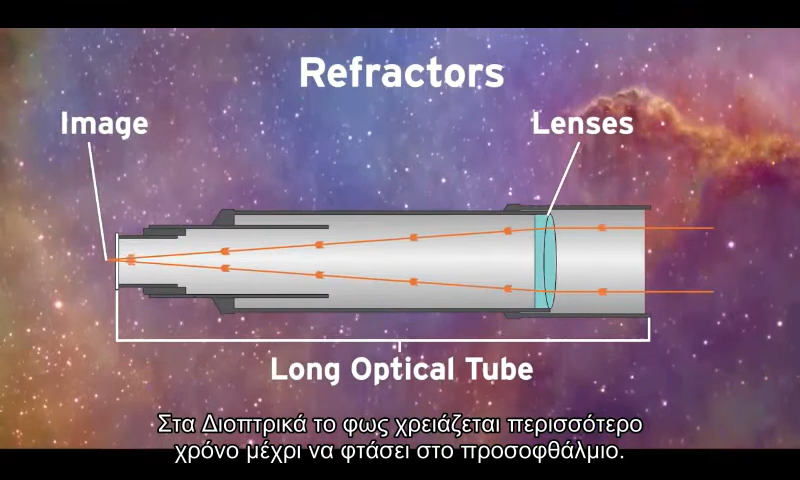 Refractors
Image
Lenses
Long Optical Tube
Στα Διοπτρικά το φως χρειάζεται περισσότερο
χρόνο μέχρι να φτάσει στο προσοφθάλμιο.